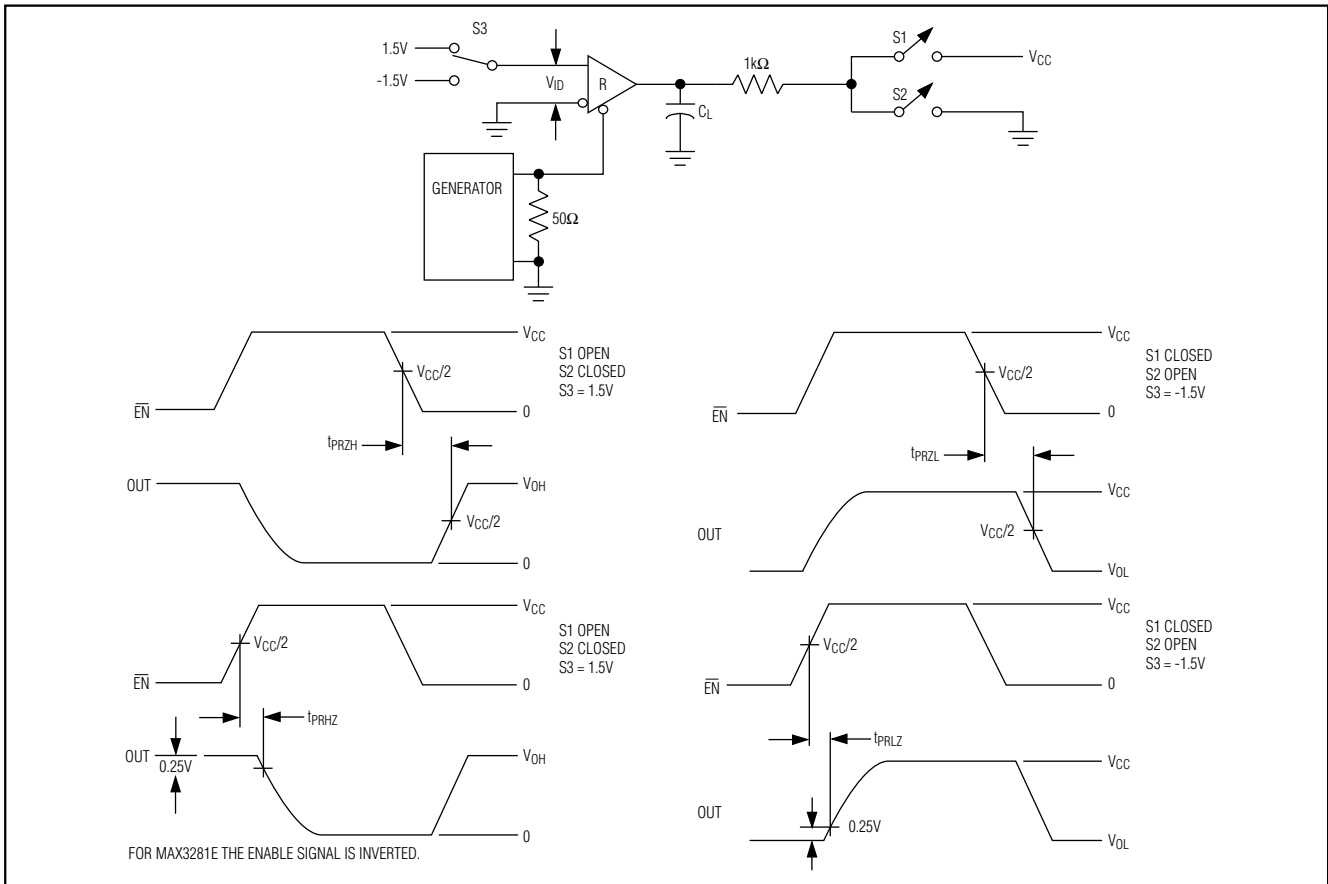 S3
1.5V
-1.5V
VID
R
1kΩ
CL
S1
VCC
S2
GENERATOR
50Ω
VCC
VCC/2
S1 OPEN
S2 CLOSED
S3 = 1.5V
EN
0
tPRZH
OUT
VOH
VCC/2
0
VCC
VCC/2
S1 CLOSED
S2 OPEN
S3 = -1.5V
EN
0
tPRZL
OUT
VCC
VCC/2
VOL
VCC
VCC/2
S1 OPEN
S2 CLOSED
S3 = 1.5V
EN
0
tPRHZ
OUT
0.25V
VOH
0
VCC
VCC/2
S1 CLOSED
S2 OPEN
S3 = -1.5V
EN
0
tPRLZ
OUT
VCC
0.25V
VOL
FOR MAX3281E THE ENABLE SIGNAL IS INVERTED.